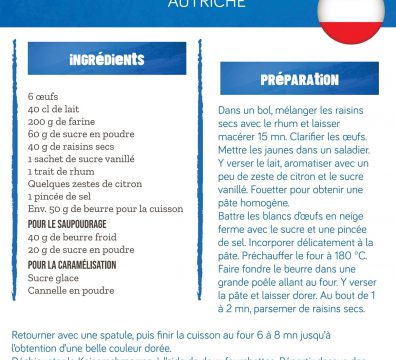 AUTRICHE
INGRÉDIENTS
6 œufs
40 cl de lait
200 g de farine
60 g de sucre en poudre
40 g de raisins secs
1 sachet de sucre vanillé
1 trait de rhum
Quelques zestes de citron
1 pincée de sel
Env. 50 g de beurre pour la cuisson
POUR LE SAUPOUDRAGE
40 g de beurre froid
20 g de sucre en poudre
POUR LA CARAMÉLISATION
Sucre glace
Cannelle en poudre
PRÉPARATION
Dans un bol, mélanger les raisins
secs avec le rhum et laisser
macérer 15 mn. Clarifier les œufs.
Mettre les jaunes dans un saladier.
Y verser le lait, aromatiser avec un
peu de zeste de citron et le sucre
vanillé. Fouetter pour obtenir une
pâte homogène.
Battre les blancs d'œufs en neige
ferme avec le sucre et une pincée
de sel. Incorporer délicatement à la
pâte. Préchauffer le four à 180 °C.
Faire fondre le beurre dans une
grande poêle allant au four. Y verser
la pâte et laisser dorer. Au bout de 1
à 2 mn, parsemer de raisins secs.
Retourner avec une spatule, puis finir la cuisson au four 6 à 8 mn jusqu'à
l'obtention d'une belle couleur dorée.